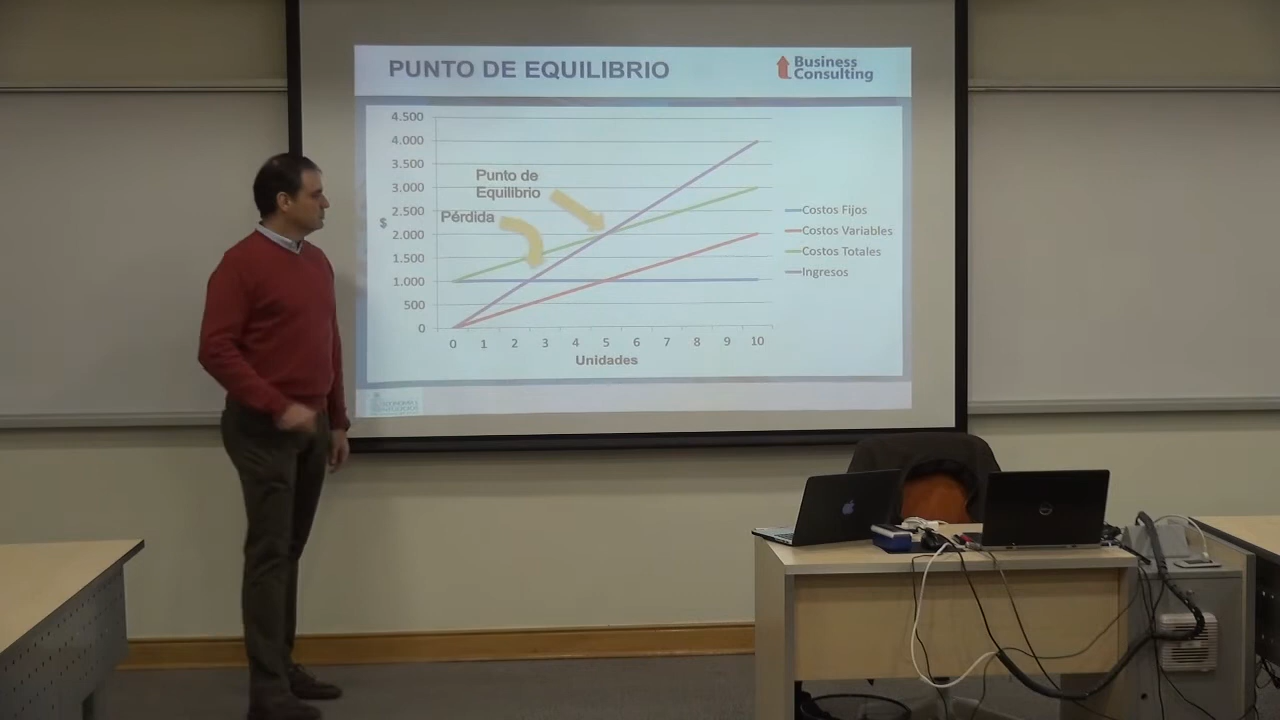 PUNTO DE EQUILIBRIO
Business
Consulting
4.500
4.000
3.500
3.000
2.500
2.000
1.500
1.000
500
0
$
Punto de
Equilibrio
Pérdida
0 1 2 3 4 5 6 7 8 9 10
Unidades
Costos Fijos
Costos Variables
Costos Totales
Ingresos